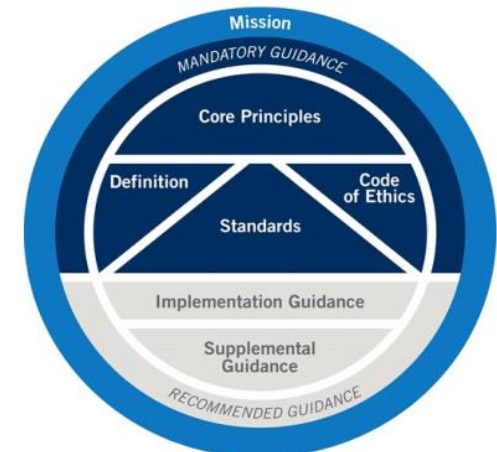 Mission
MANDATORY GUIDANCE
Core Principles
Definition
Code
of Ethics
Standards
Implementation Guidance
Supplemental
Guidance
RECOMMENDED GUIDANCE